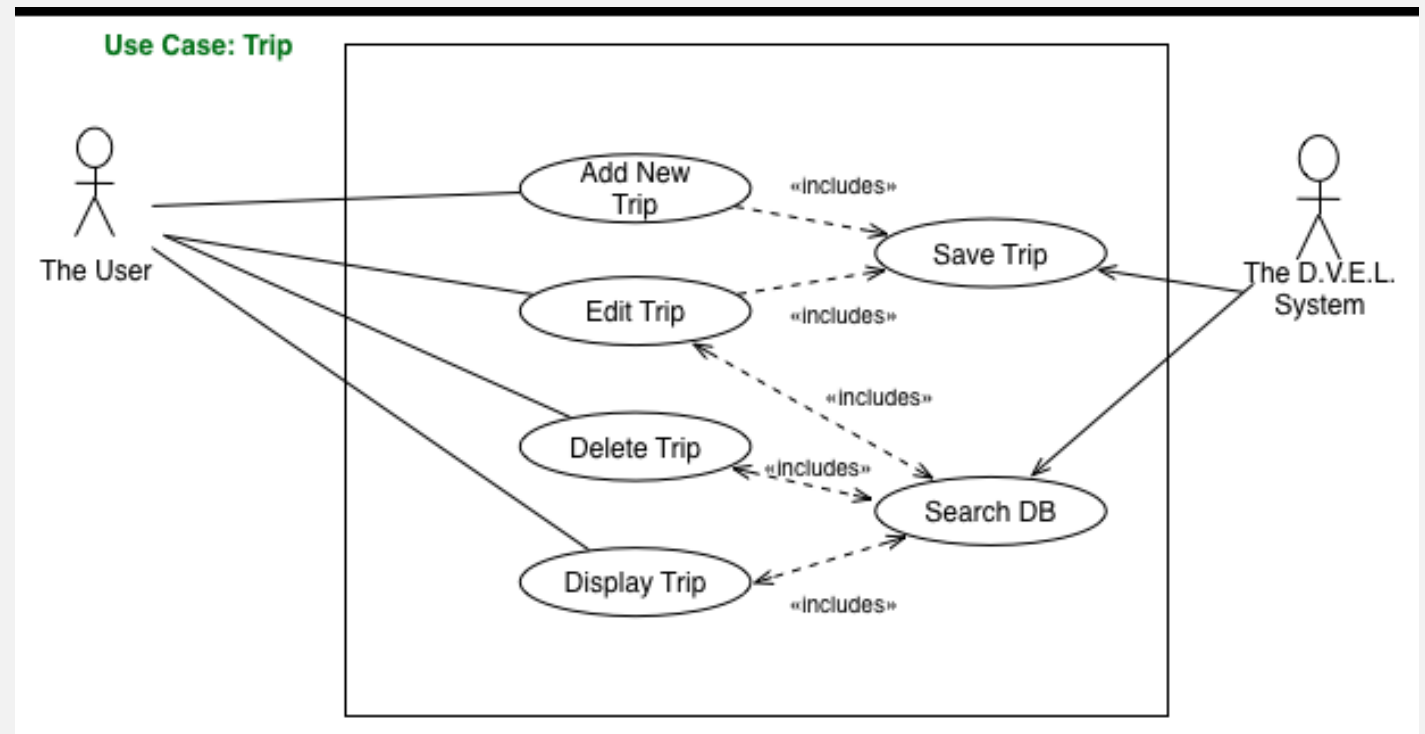 Use Case: Trip
Add New
Trip
«includes»
Save Trip
The User
The D.V.E.L.
System
Edit Trip
«includes»
«includes»
Delete Trip
«includes»
Search DB
Display Trip
«includes»